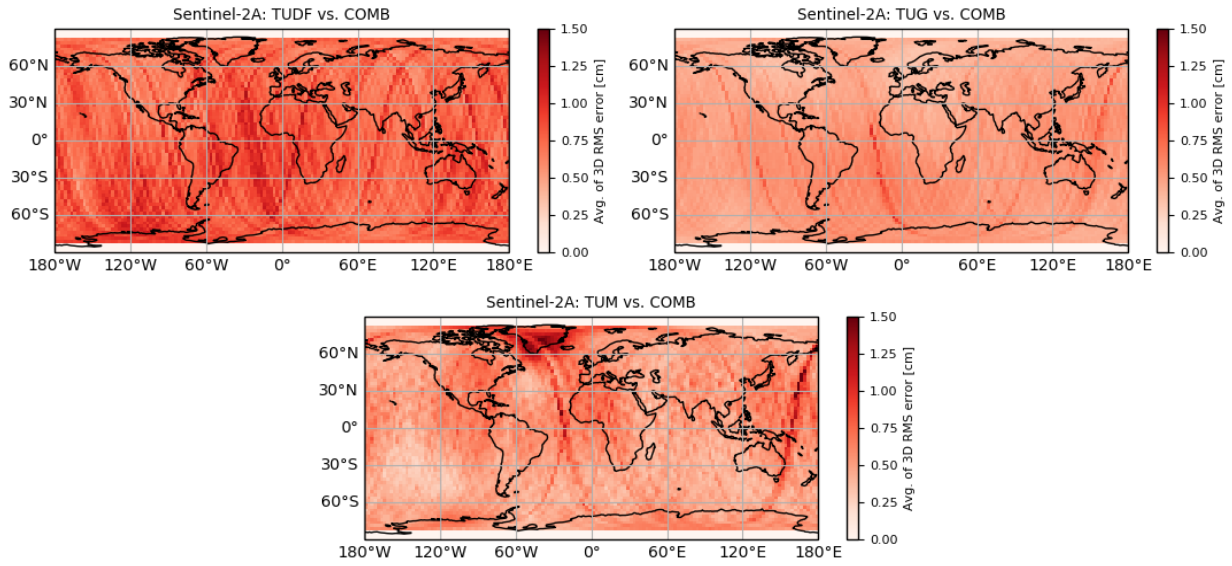 Sentinel-2A: TUDF vs. COMB
60°N
30°N
0°
30°S
60°S
180°W 120°W 60°W 0° 60°E 120°E 180°E
1.50
1.25
1.00
0.75
0.50
0.25
0.00
Avg. of 3D RMS error [cm]
Sentinel-2A: TUG vs. COMB
60°N
30°N
0°
30°S
60°S
180°W 120°W 60°W 0° 60°E 120°E 180°E
1.50
1.25
1.00
0.75
0.50
0.25
0.00
Avg. of 3D RMS error [cm]
Sentinel-2A: TUM vs. COMB
60°N
30°N
0°
30°S
60°S
180°W 120°W 60°W 0° 60°E 120°E 180°E
1.50
1.25
1.00
0.75
0.50
0.25
0.00
Avg. of 3D RMS error [cm]